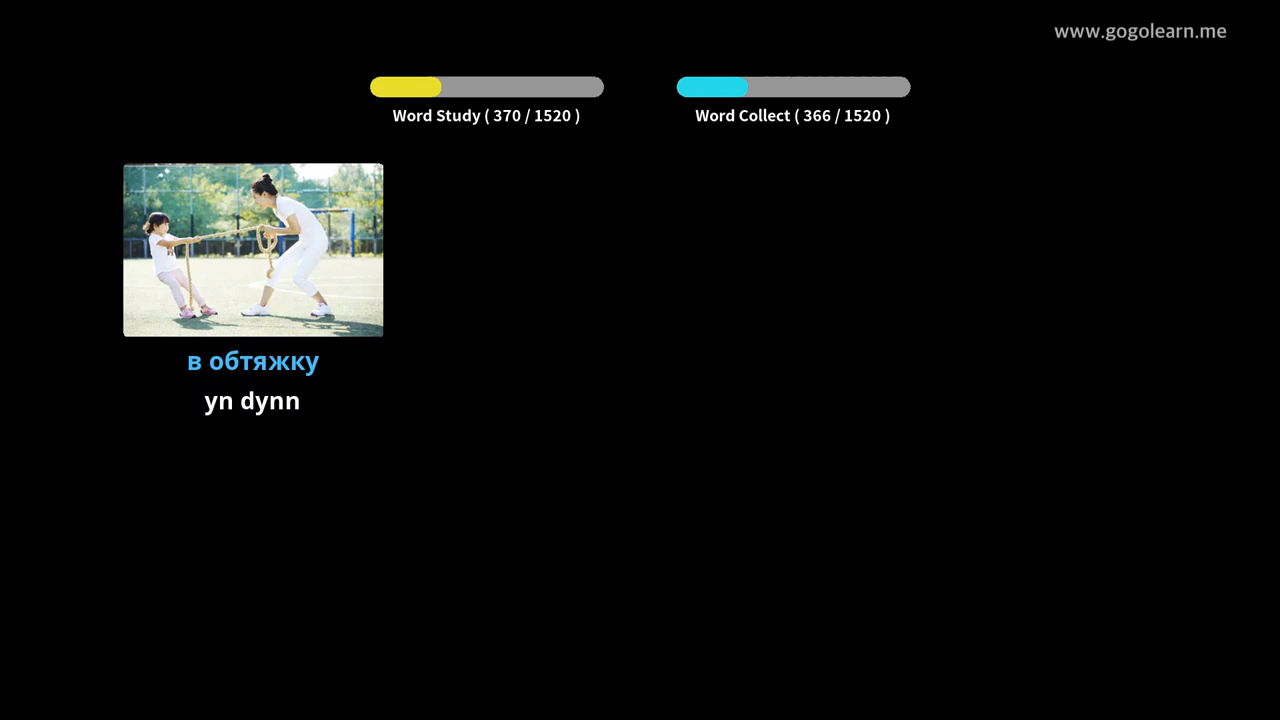 www.gogolearn.me
Word Study ( 370 / 1520 )
Word Collect ( 366 / 1520 )
в обтяжку
yn dynn